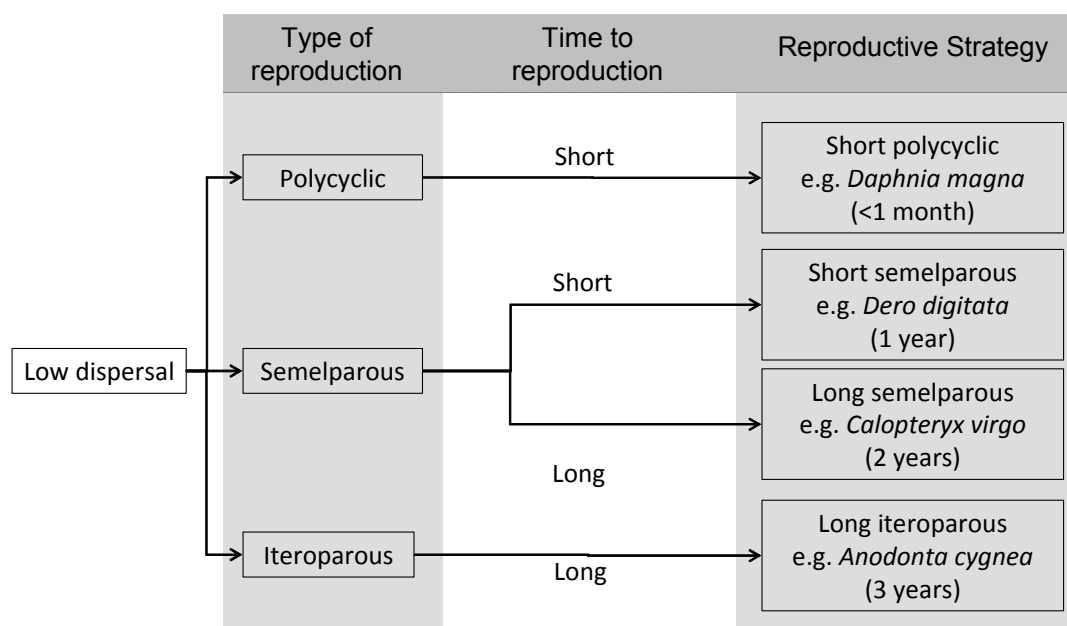 Type of
reproduction
Time to
reproduction
Reproductive Strategy
Low dispersal
Polycyclic
Short
Short polycyclic
e.g. Daphnia magna
(<1 month)
Semelparous
Short
Short semelparous
e.g. Dero digitata
(1 year)
Long
Long semelparous
e.g. Calopteryx virgo
(2 years)
Iteroparous
Long
Long iteroparous
e.g. Anodonta cygnea
(3 years)